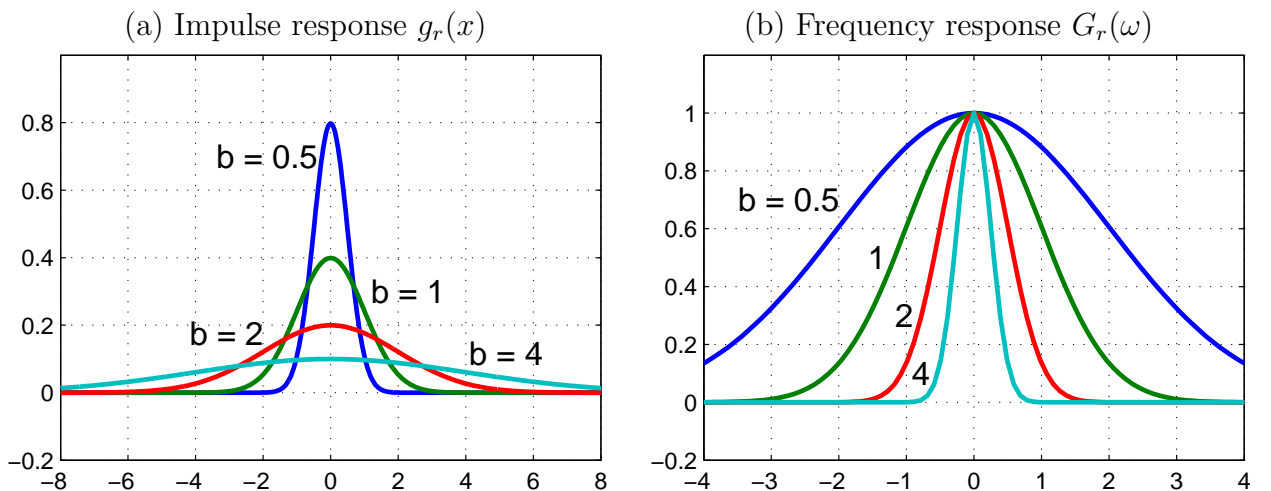 (a) Impulse response g_r(x)
0.8
0.6
0.4
0.2
0
−0.2
−8 −6 −4 −2 0 2 4 6 8
b = 0.5
b = 1
b = 2
b = 4
(b) Frequency response G_r(ω)
1
0.8
0.6
0.4
0.2
0
−0.2
−4 −3 −2 −1 0 1 2 3 4
b = 0.5
1
2
4